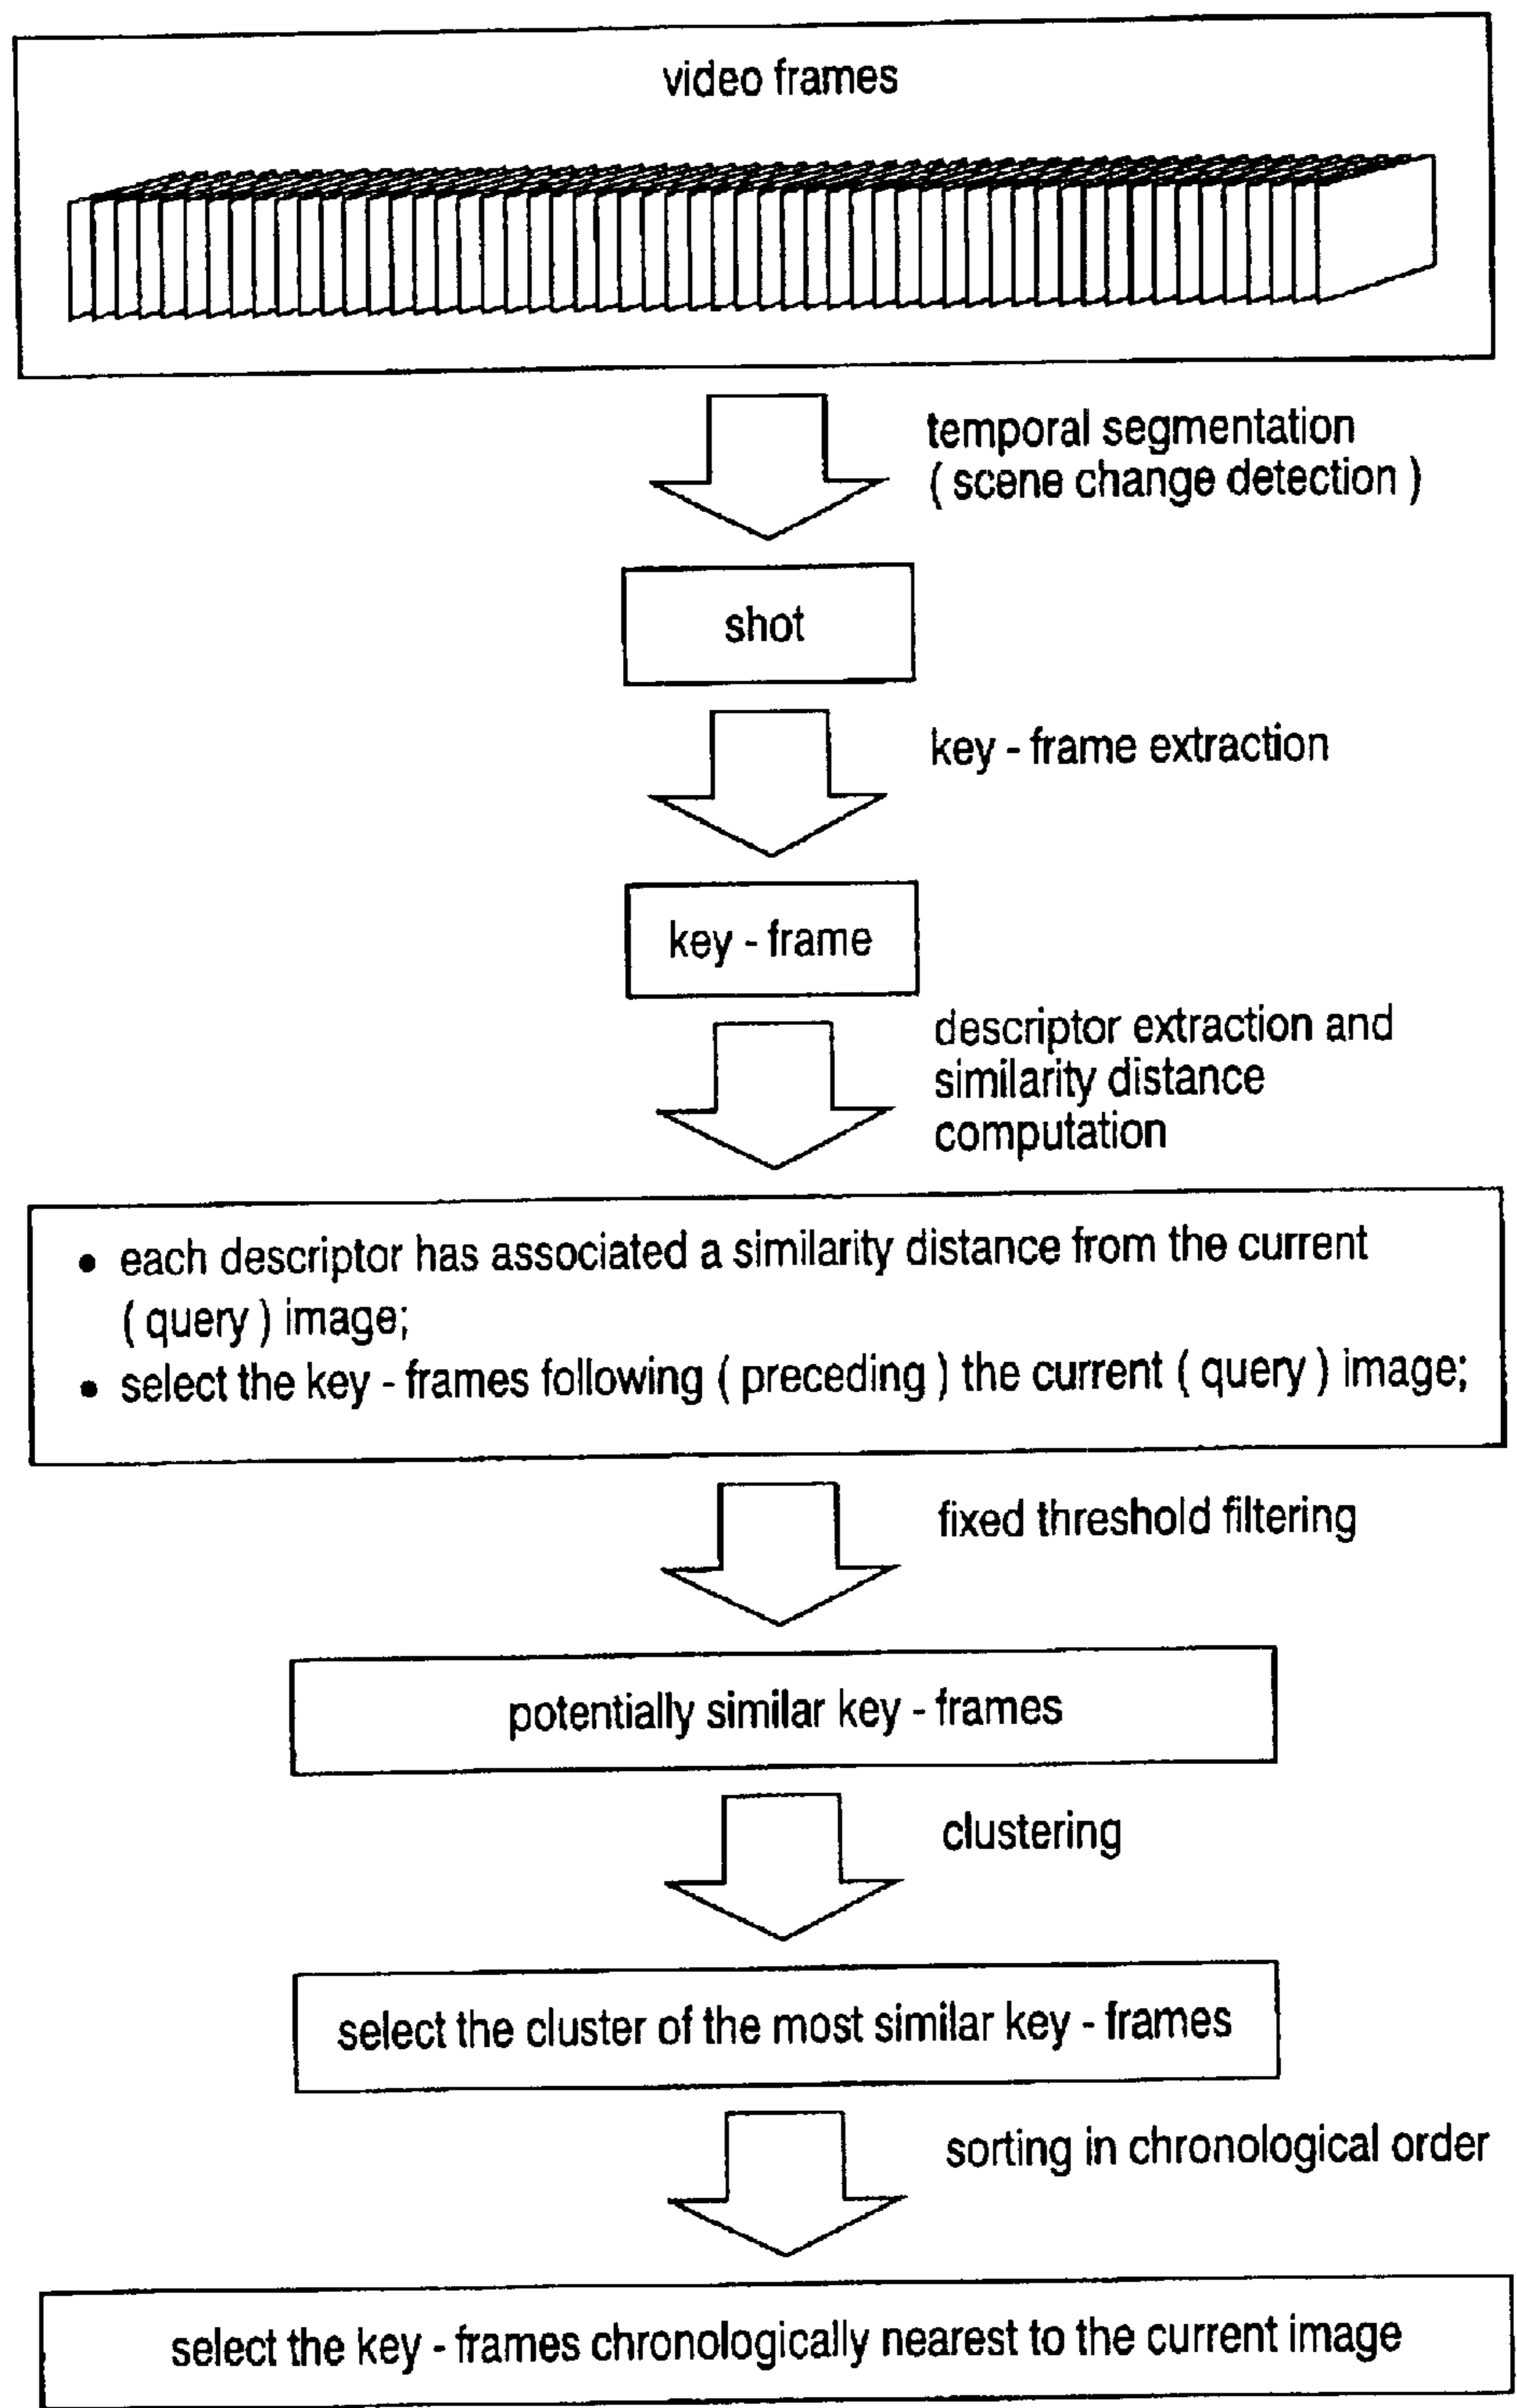 video frames
temporal segmentation
( scene change detection )
shot
key - frame extraction
key - frame
descriptor extraction and
similarity distance
computation
• each descriptor has associated a similarity distance from the current
( query ) image;
• select the key - frames following ( preceding ) the current ( query ) image;
fixed threshold filtering
potentially similar key - frames
clustering
select the cluster of the most similar key - frames
sorting in chronological order
select the key - frames chronologically nearest to the current image